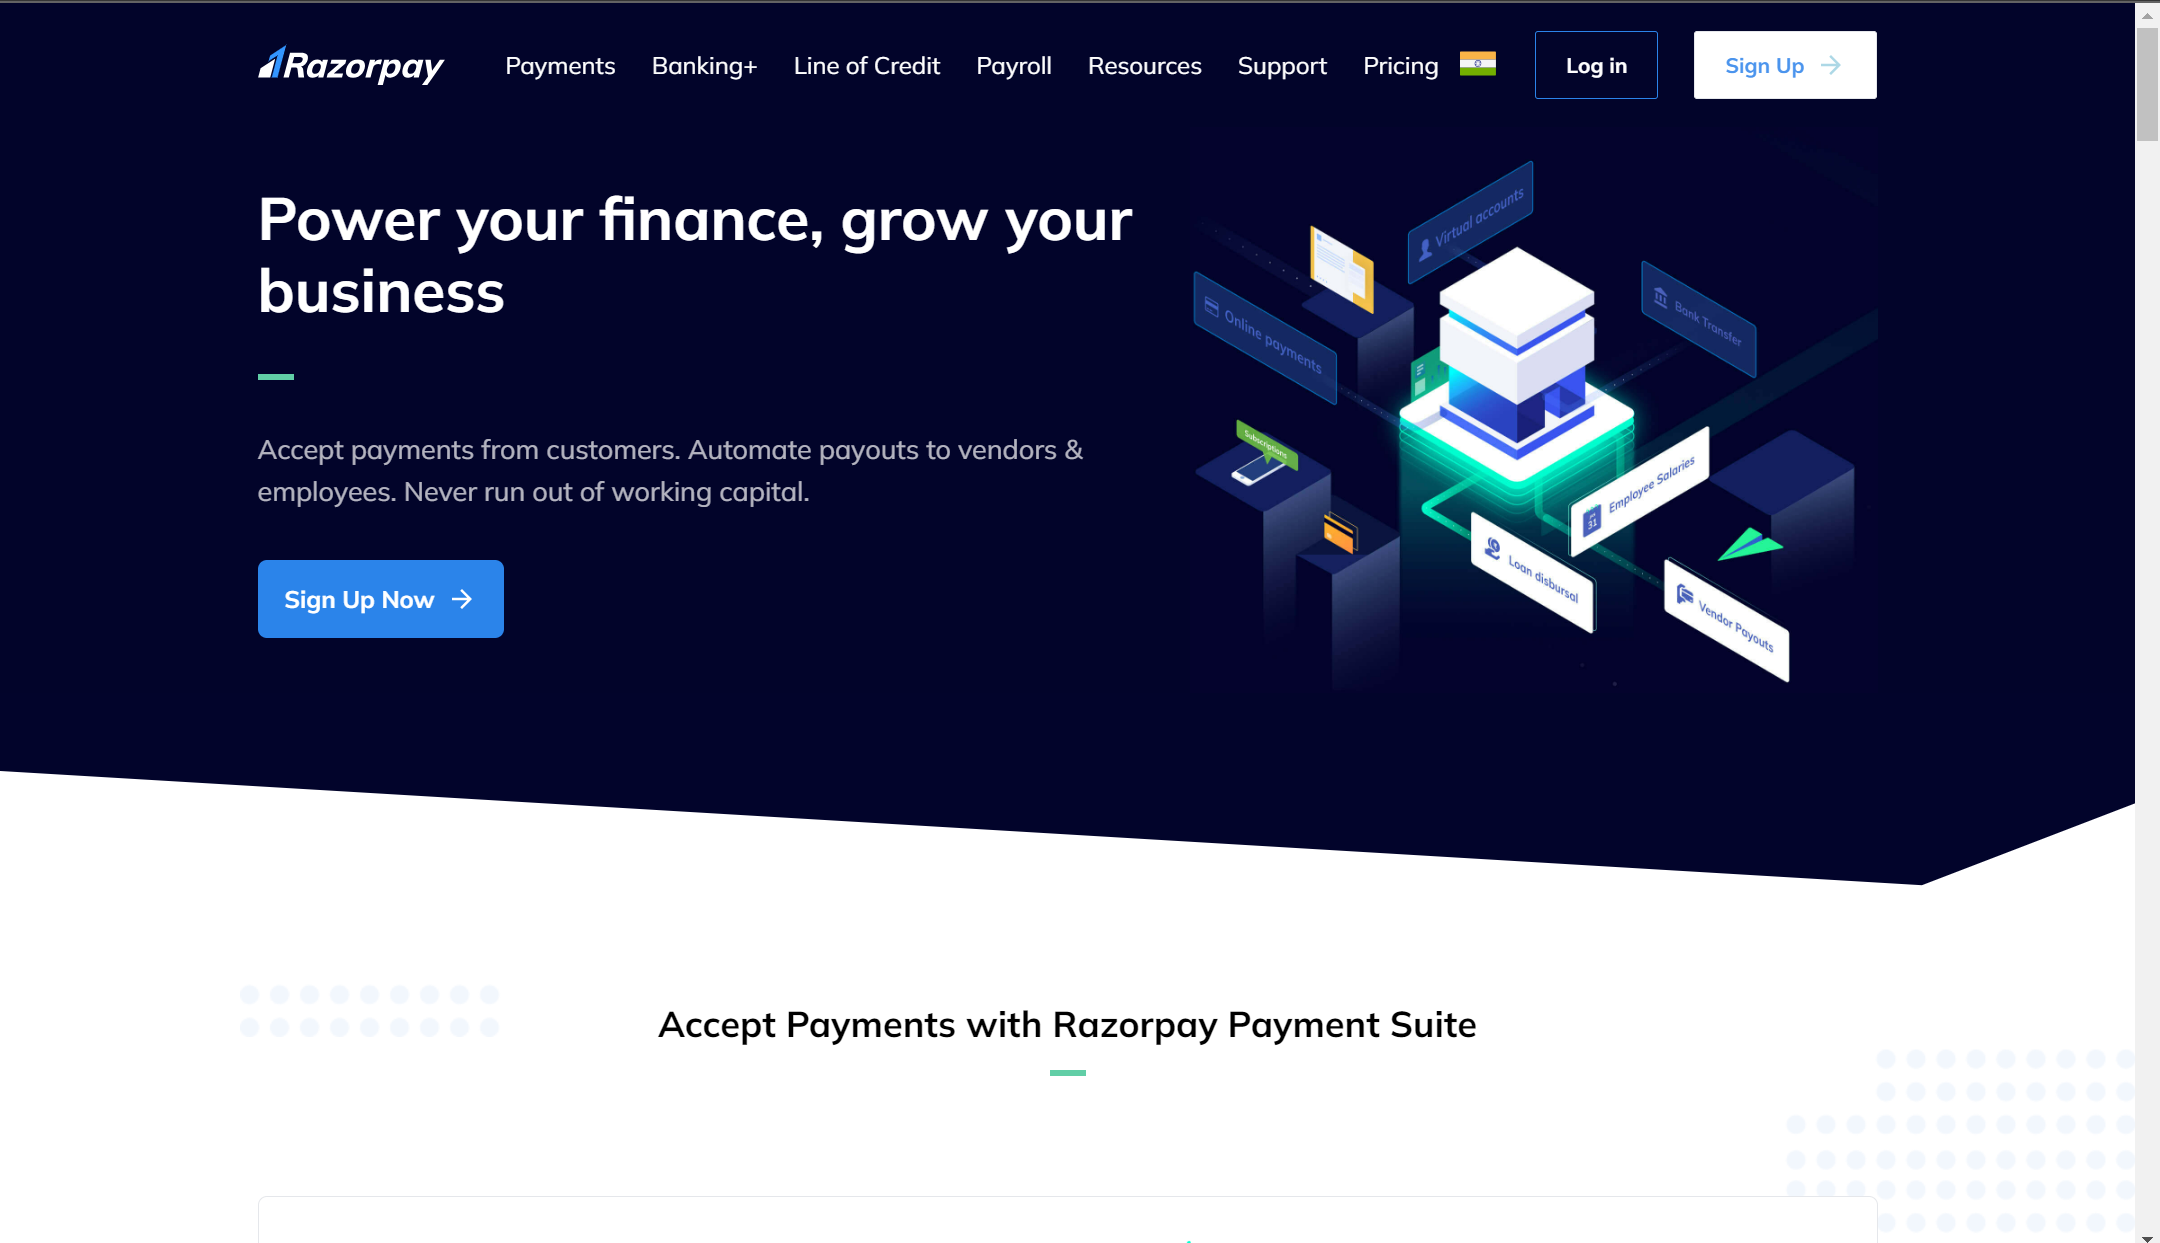 Razorpay
Payments
Banking+
Line of Credit
Payroll
Resources
Support
Pricing
Log in
Sign Up
Power your finance, grow your
business
Accept payments from customers. Automate payouts to vendors &
employees. Never run out of working capital.
Sign Up Now
Virtual accounts
Online payments
Bank Transfer
Subscriptions
Employee Salaries
31
Loan disbursal
Vendor Payouts
Accept Payments with Razorpay Payment Suite